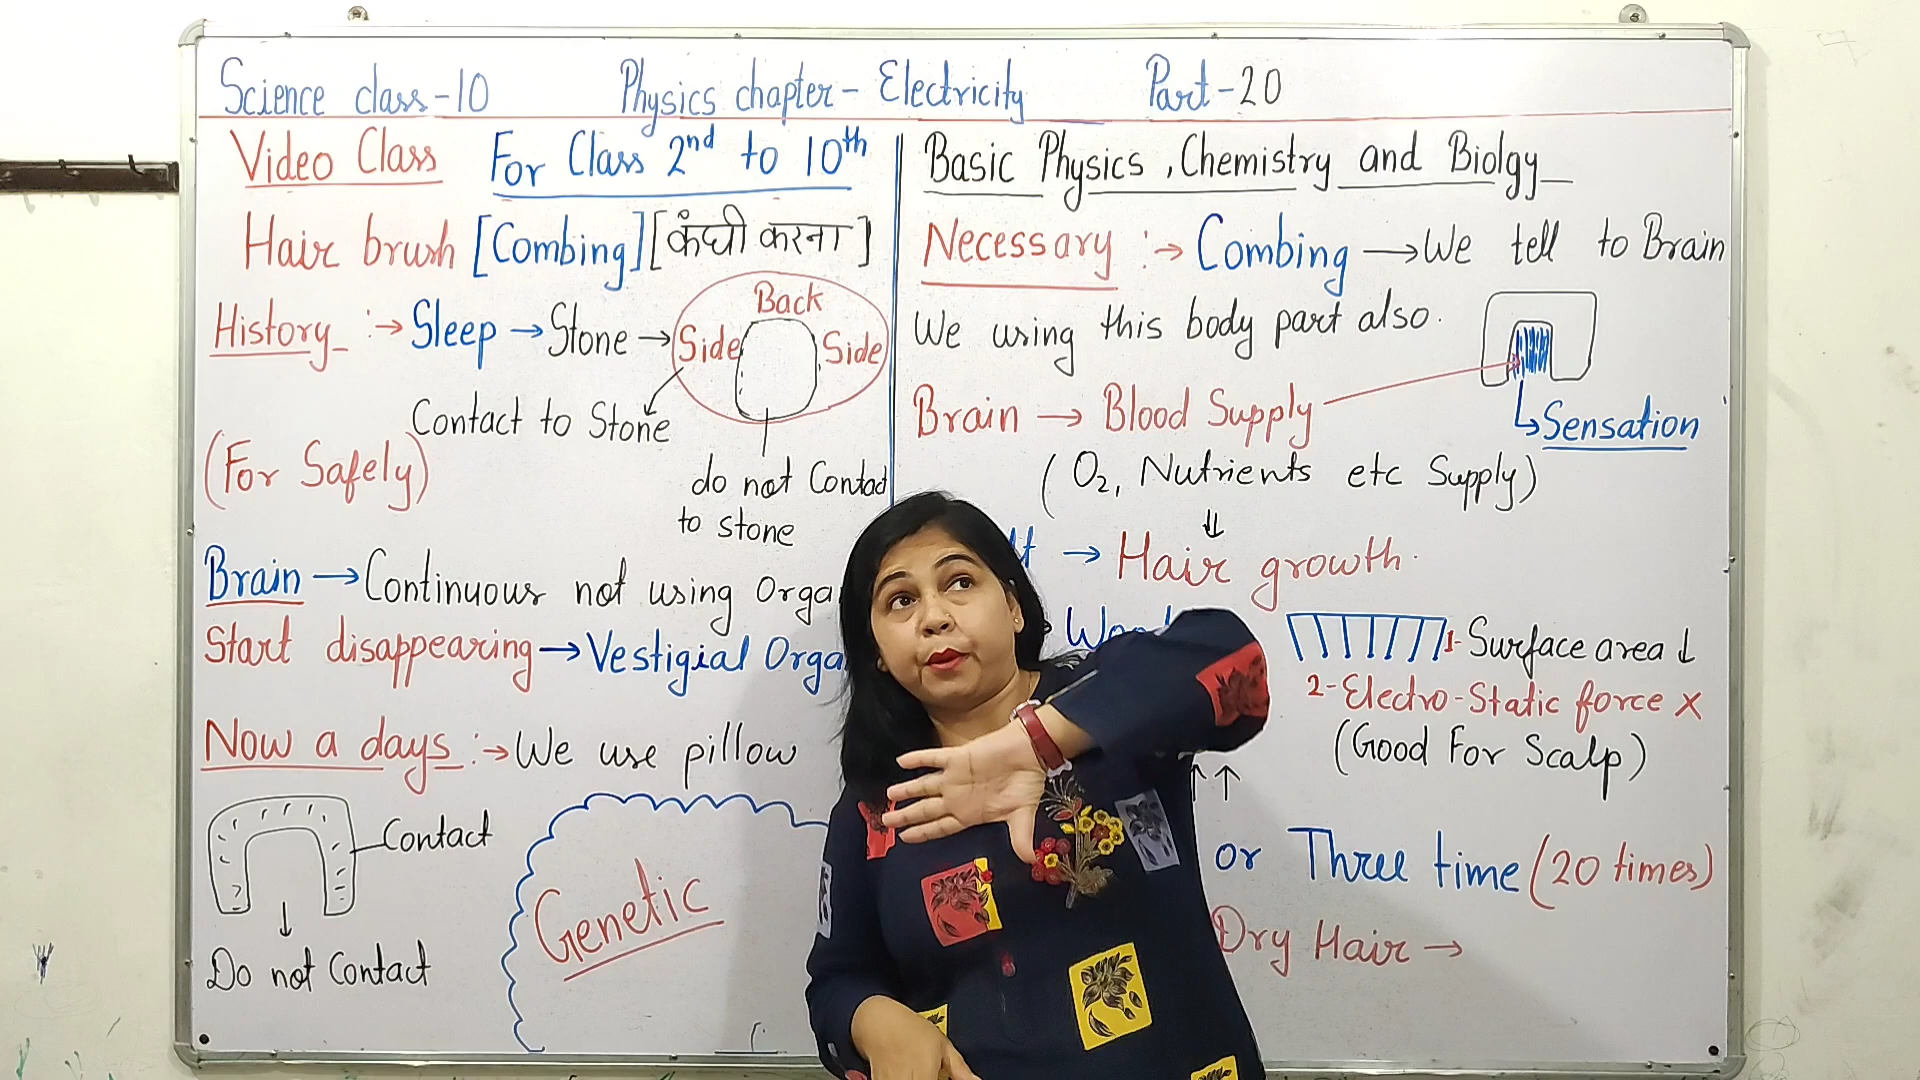 Science class-10 Physics chapter- Electricity Part-20
Video Class For Class 2nd to 10th
Hair brush [Combing] [कंघी करना]
History :→ Sleep → Stone →
Back
Side Side
Contact to Stone
(For Safely)
do not Contact
to stone
Brain → Continuous not using
Start disappearing → Vestigial
Now a days :→ We use pillow
Contact
Do not Contact
Genetic
Basic Physics , Chemistry and Biolgy
Necessary :→ Combing → We tell to Brain
We using this body part also.
Brain → Blood Supply
Sensation
(O2, Nutrients etc Supply)
↓
→ Hair growth.
1- Surface area ↓
2- Electro-Static force x
(Good For Scalp)
↑ ↑
or Three time (20 times)
Dry Hair →